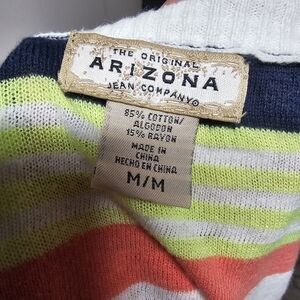 THE ORIGINAL
ARIZONA
JEAN COMPANY®
85% COTTON/
ALGODON
15% RAYON
MADE IN
CHINA
HECHO EN CHINA
M/M